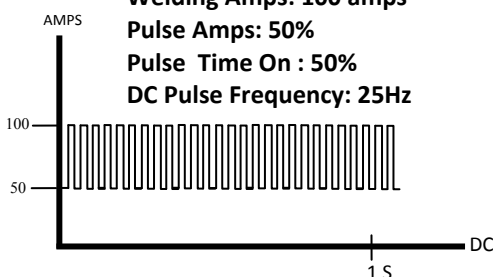 Welding Amps: 100 amps
AMPS
Pulse Amps: 50%
Pulse Time On : 50%
DC Pulse Frequency: 25Hz
100
50
DC
1 S